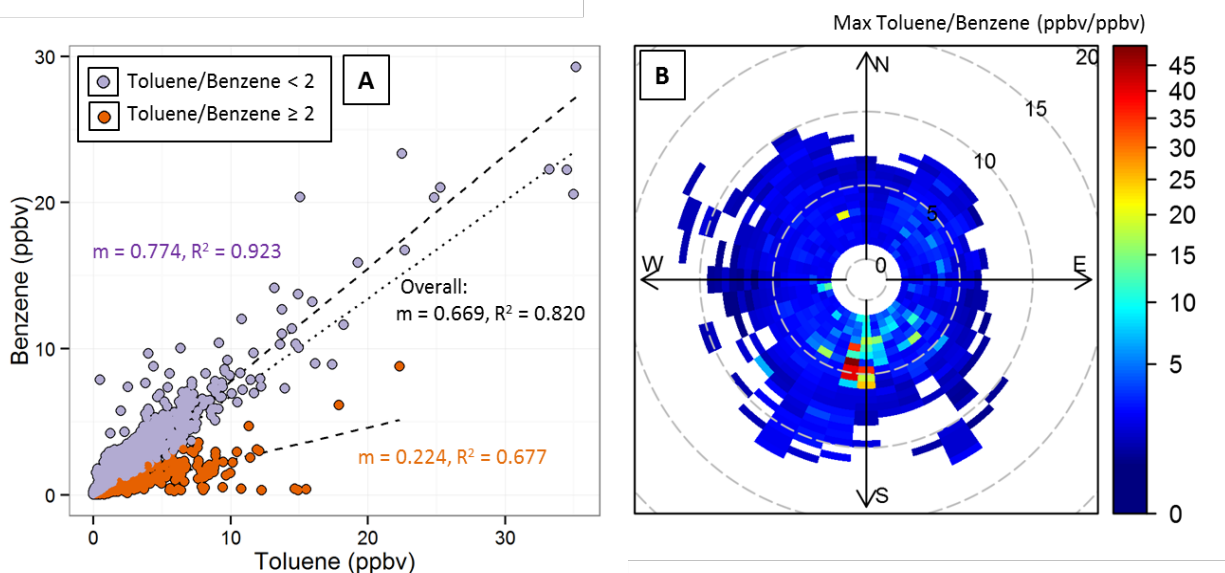 Toluene/Benzene < 2
Toluene/Benzene ≥ 2
A
30
20
10
0
Benzene (ppbv)
m = 0.774, R² = 0.923
Overall:
m = 0.669, R² = 0.820
m = 0.224, R² = 0.677
0
10
20
30
Toluene (ppbv)
Max Toluene/Benzene (ppbv/ppbv)
B
N
20
15
10
5
0
W
E
S
45
40
35
30
25
20
15
10
5
0